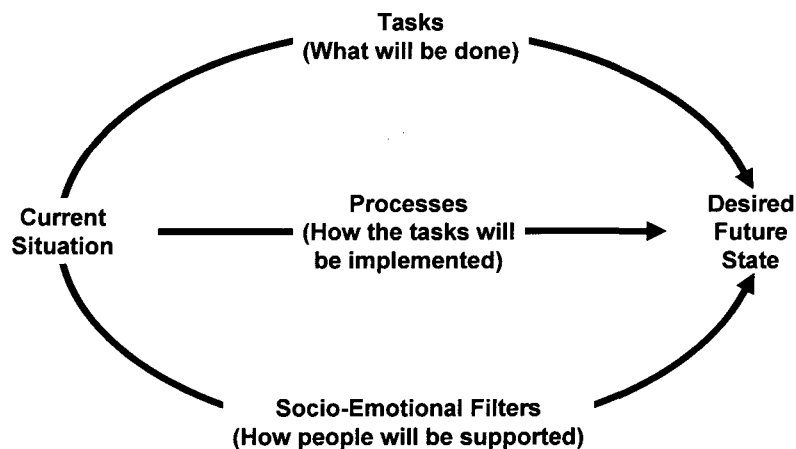 Tasks
(What will be done)
Current
Situation
Processes
(How the tasks will
be implemented)
Desired
Future
State
Socio-Emotional Filters
(How people will be supported)